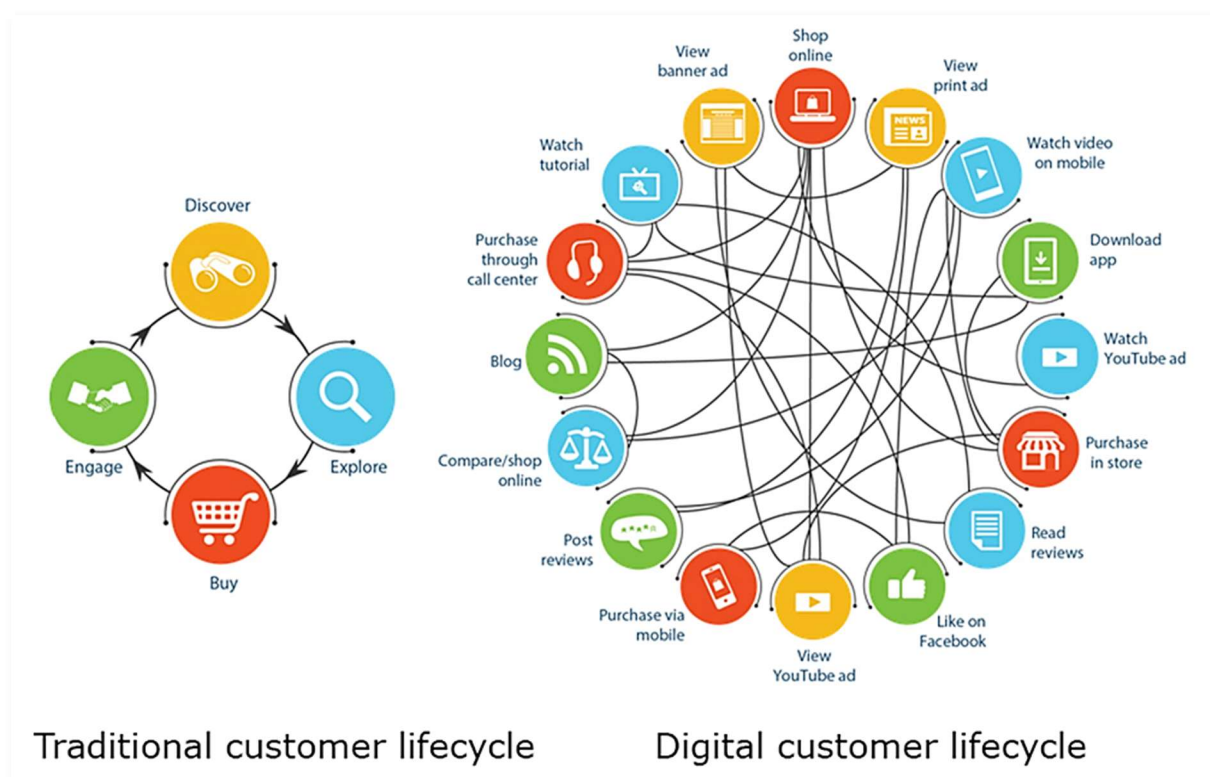 Discover
Explore
Buy
Engage
Shop
online
View
print ad
NEWS
Watch video
on mobile
Download
app
Watch
YouTube ad
Purchase
in store
Read
reviews
Like on
Facebook
View
YouTube ad
Purchase via
mobile
Post
reviews
Compare/shop
online
Blog
Purchase
through
call center
Watch
tutorial
View
banner ad
Traditional customer lifecycle
Digital customer lifecycle